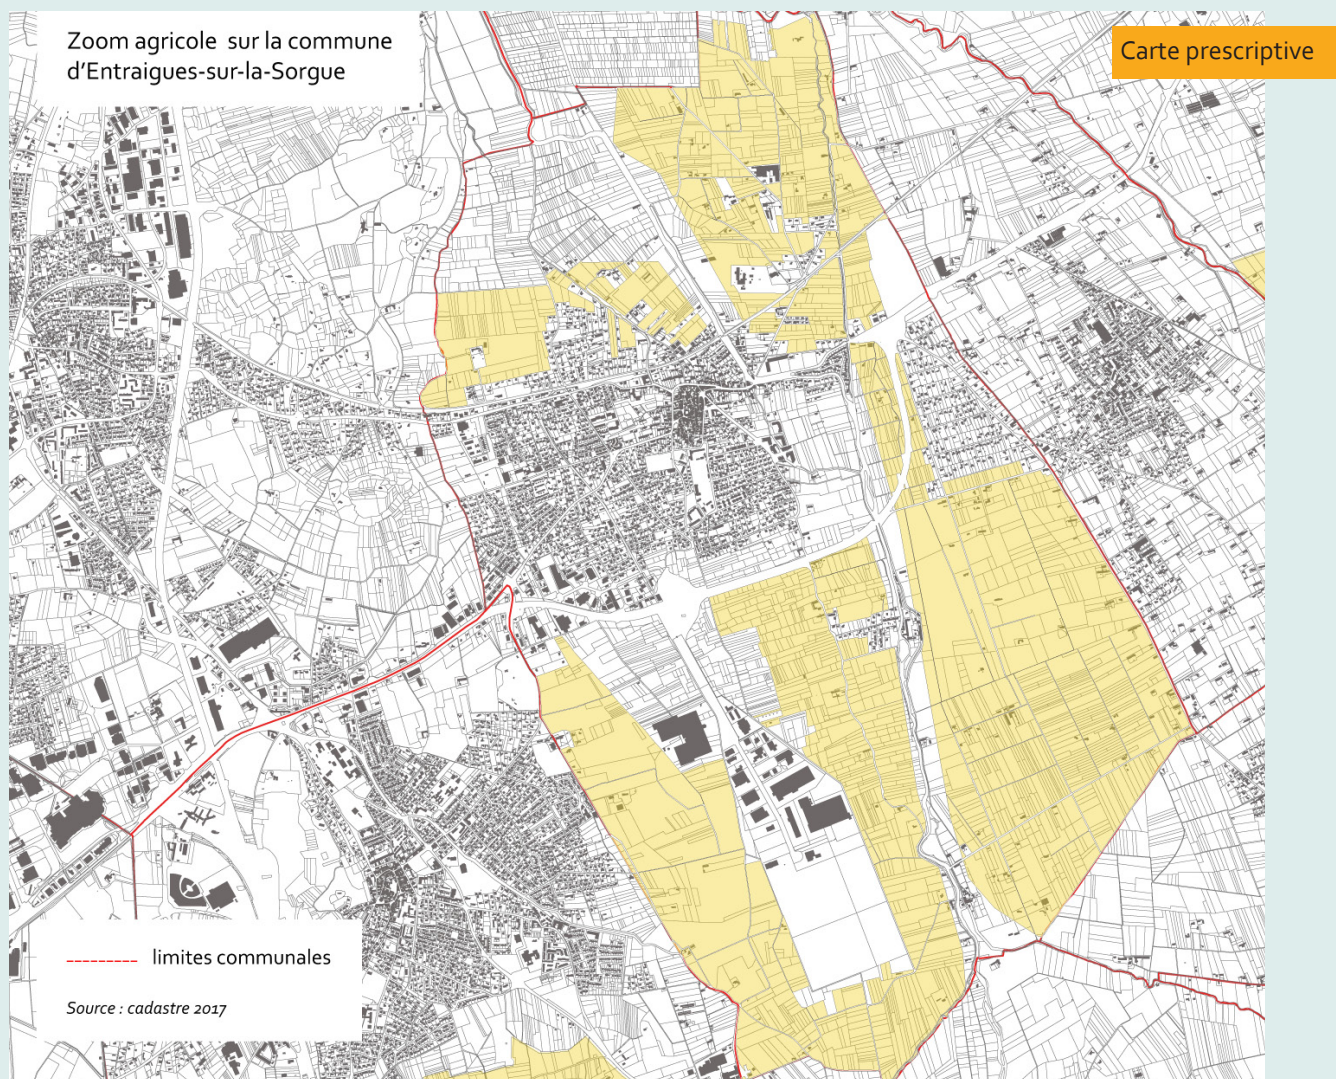 Zoom agricole sur la commune
d'Entraigues-sur-la-Sorgue
Carte prescriptive
limites communales
Source : cadastre 2017